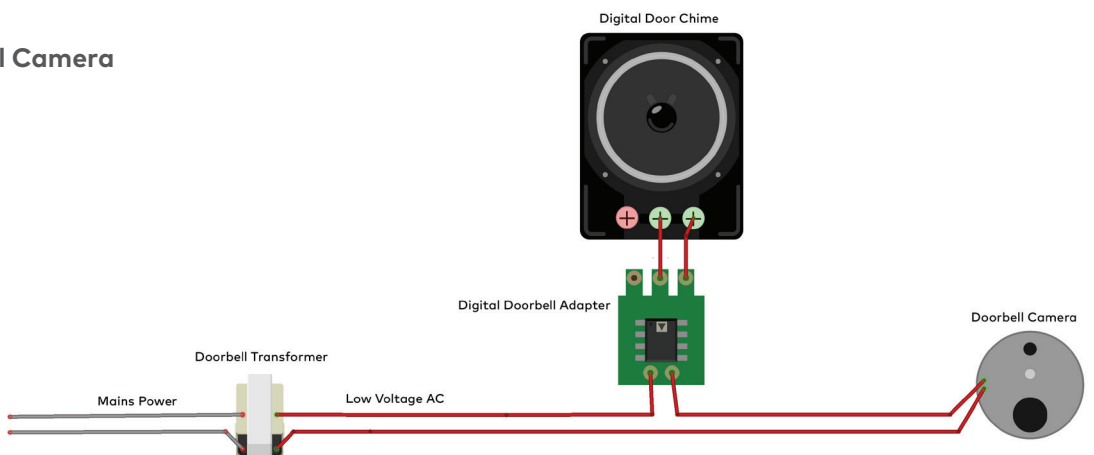 Digital Door Chime
l Camera
Digital Doorbell Adapter
Doorbell Camera
Doorbell Transformer
Mains Power
Low Voltage AC